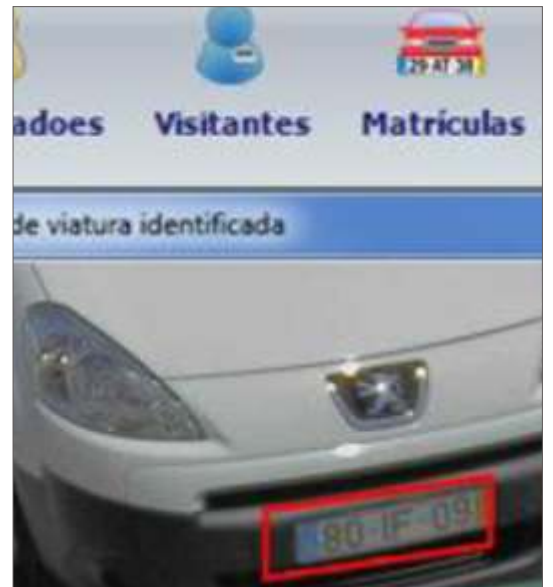 29 AT 38
adoes Visitantes Matrículas
de viatura identificada
80-IF-09